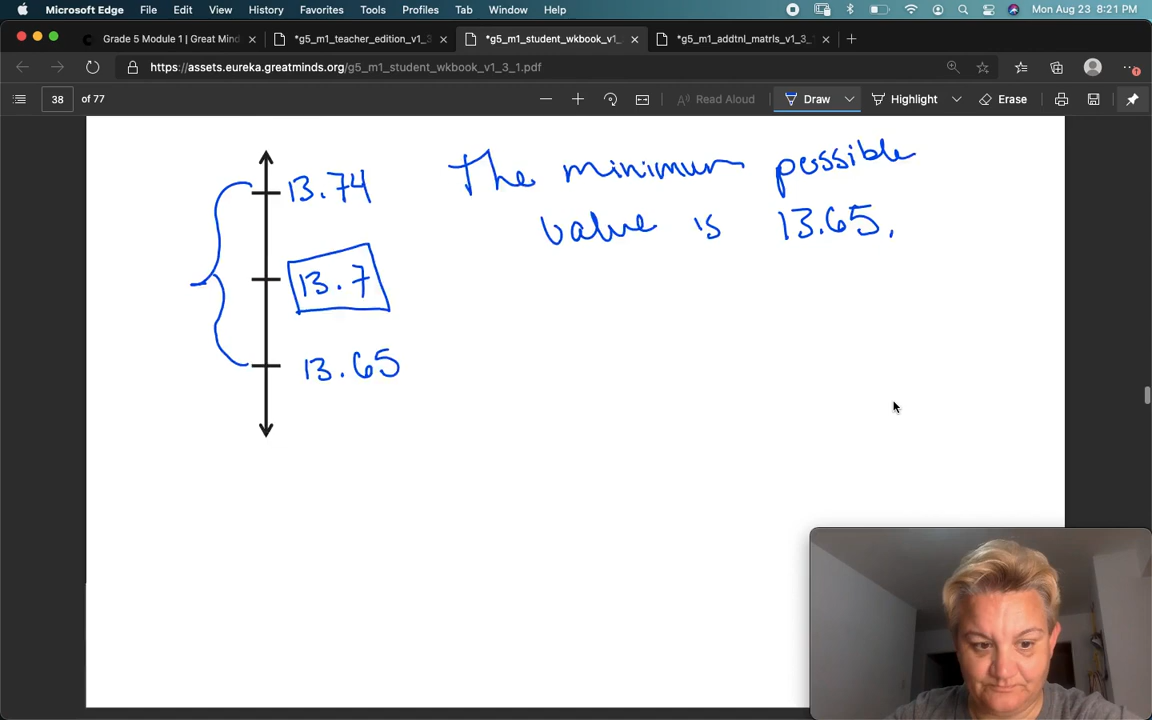 Microsoft Edge File Edit View History Favorites Tools Profiles Tab Window Help Mon Aug 23 8:21 PM
Grade 5 Module 1 | Great Mind *g5_m1_teacher_edition_v1_3 *g5_m1_student_wkbook_v1_ *g5_m1_addtnl_matrls_v1_3_
https://assets.eureka.greatminds.org/g5_m1_student_wkbook_v1_3_1.pdf
38 of 77 Read Aloud Draw Highlight Erase
13.74
The minimum possible
value is 13.65.
13.7
13.65